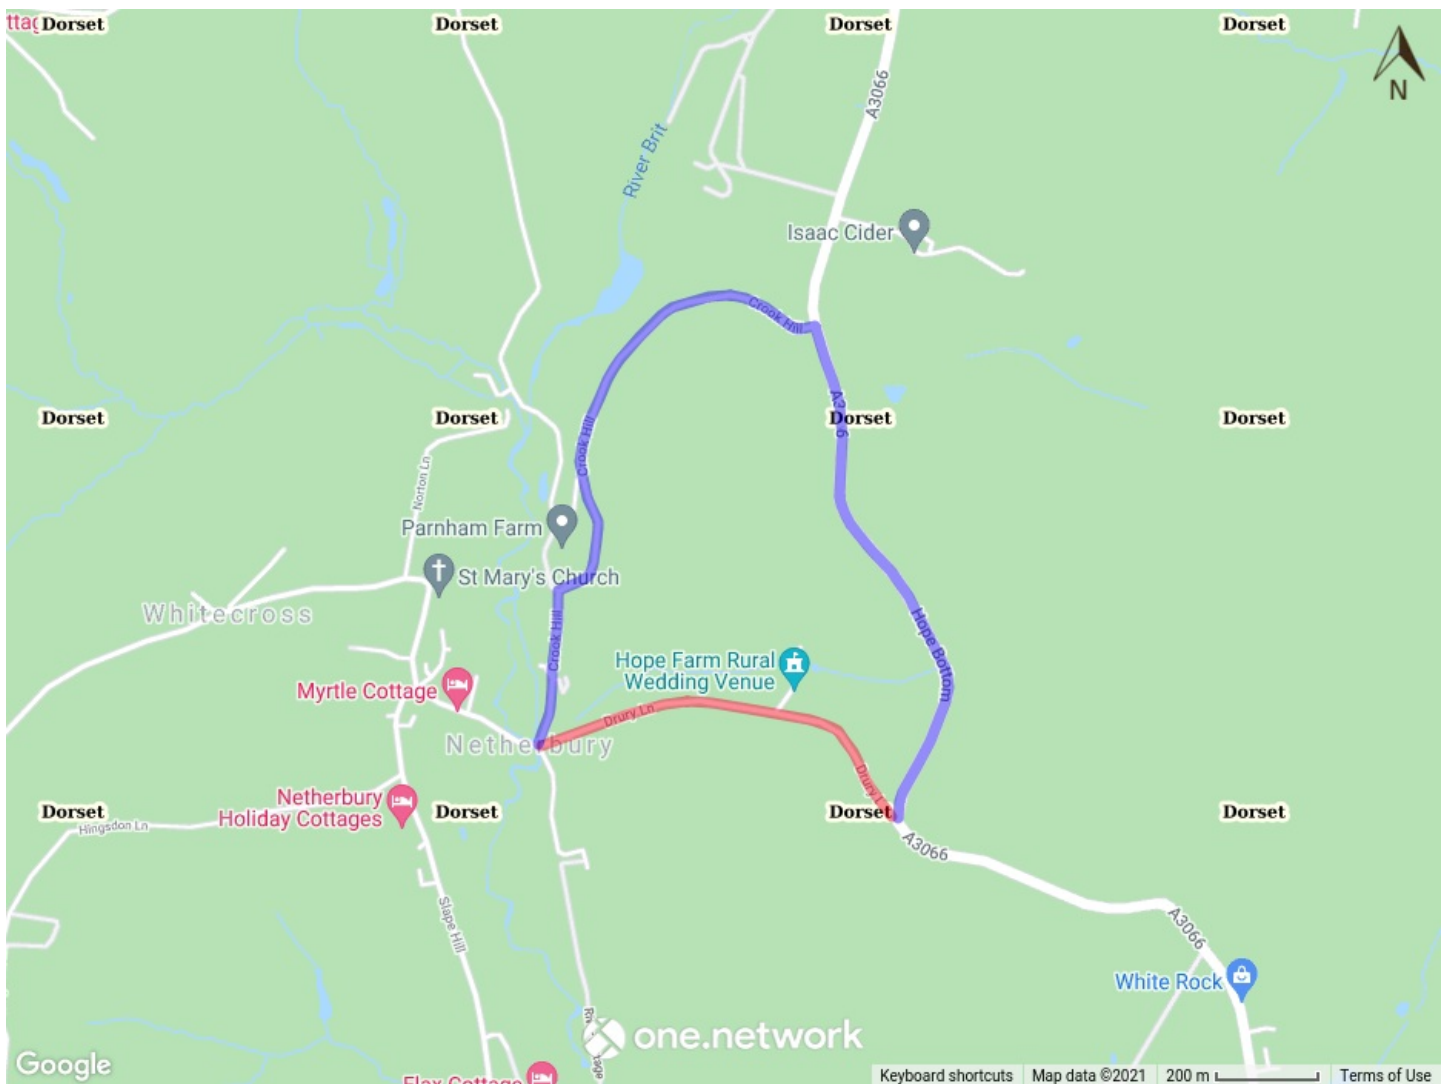 Dorset
Dorset
Dorset
Dorset
A3066
N
River Brit
Isaac Cider
Crook Hill
A3066
Dorset
Dorset
Dorset
Dorset
Crook Hill
Norton Ln
Parnham Farm
St Mary's Church
Whitecross
Crook Hill
Hope Bottom
Hope Farm Rural
Wedding Venue
Myrtle Cottage
Drury Ln
Netherbury
Drury
Netherbury
Holiday Cottages
Dorset
Dorset
Dorset
Dorset
Hingsdon Ln
A3066
Slape Hill
A3066
White Rock
one.network
Google
Keyboard shortcuts
Map data ©2021
200 m
Terms of Use